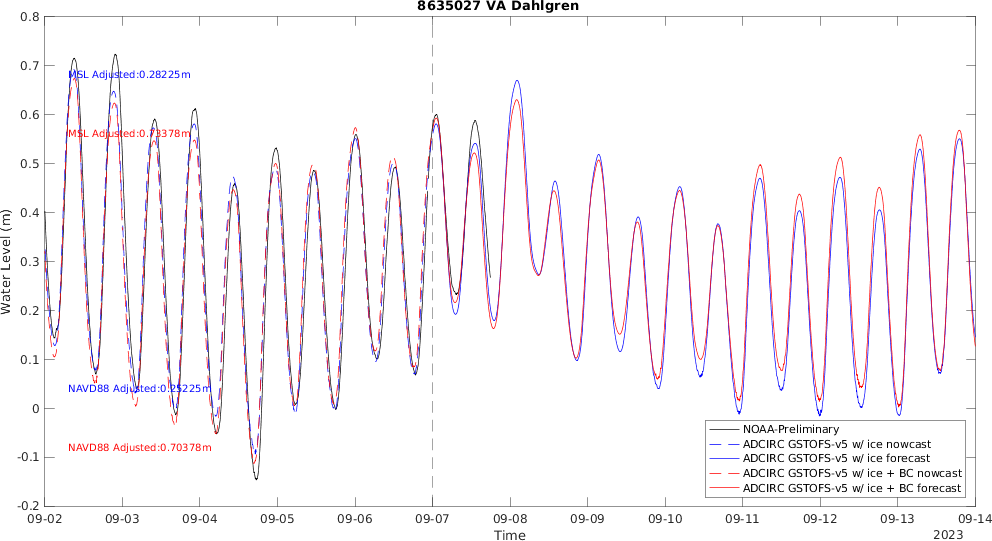 8635027 VA Dahlgren
0.8
0.7
0.6
0.5
0.4
0.3
0.2
0.1
0
-0.1
-0.2
Water Level (m)
MSL Adjusted:0.28225m
MSL Adjusted:0.73378m
NAVD88 Adjusted:0.25225m
NAVD88 Adjusted:0.70378m
NOAA-Preliminary
ADCIRC GSTOFS-v5 w/ ice nowcast
ADCIRC GSTOFS-v5 w/ ice forecast
ADCIRC GSTOFS-v5 w/ ice + BC nowcast
ADCIRC GSTOFS-v5 w/ ice + BC forecast
09-02 09-03 09-04 09-05 09-06 09-07 09-08 09-09 09-10 09-11 09-12 09-13 09-14
Time
2023